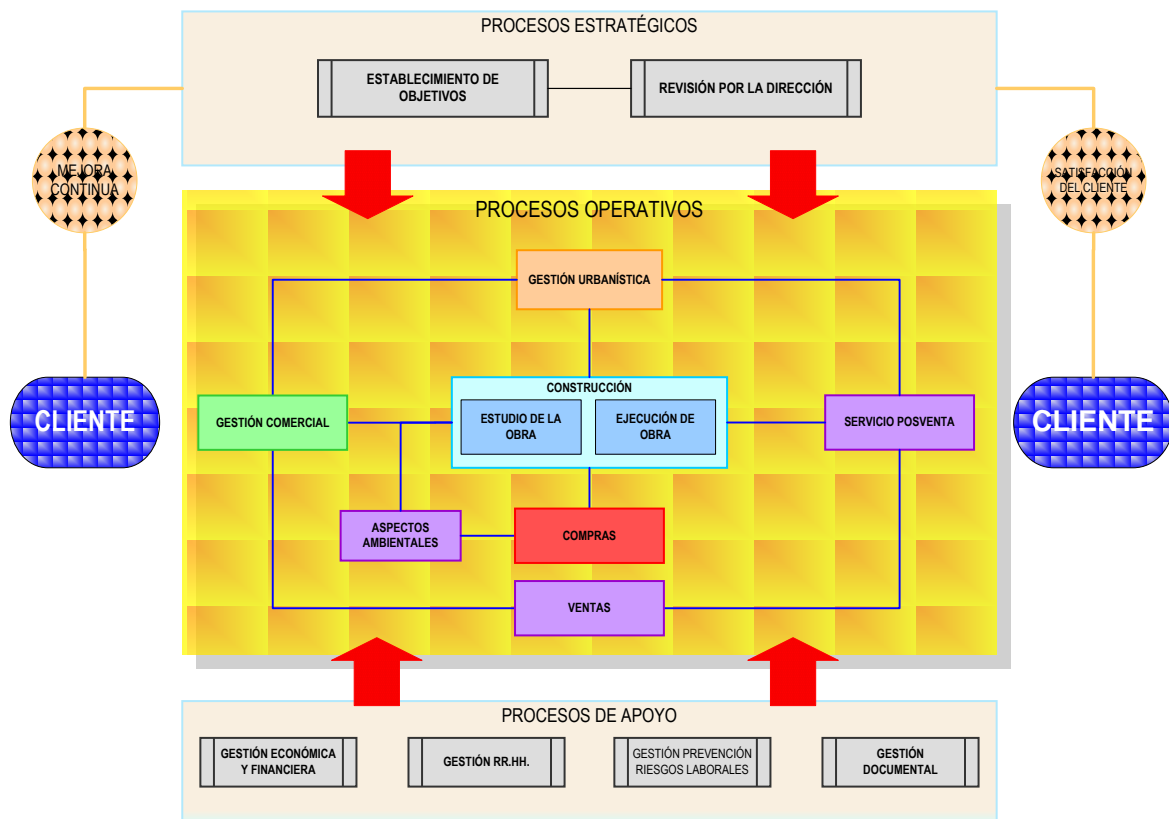 PROCESOS ESTRATÉGICOS
ESTABLECIMIENTO DE
OBJETIVOS
REVISIÓN POR LA DIRECCIÓN
MEJORA
CONTINUA
SATISFACCIÓN
DEL CLIENTE
PROCESOS OPERATIVOS
GESTIÓN URBANÍSTICA
CLIENTE
GESTIÓN COMERCIAL
CONSTRUCCIÓN
ESTUDIO DE LA
OBRA
EJECUCIÓN DE
OBRA
SERVICIO POSVENTA
CLIENTE
ASPECTOS
AMBIENTALES
COMPRAS
VENTAS
PROCESOS DE APOYO
GESTIÓN ECONÓMICA
Y FINANCIERA
GESTIÓN RR.HH.
GESTIÓN PREVENCIÓN
RIESGOS LABORALES
GESTIÓN
DOCUMENTAL